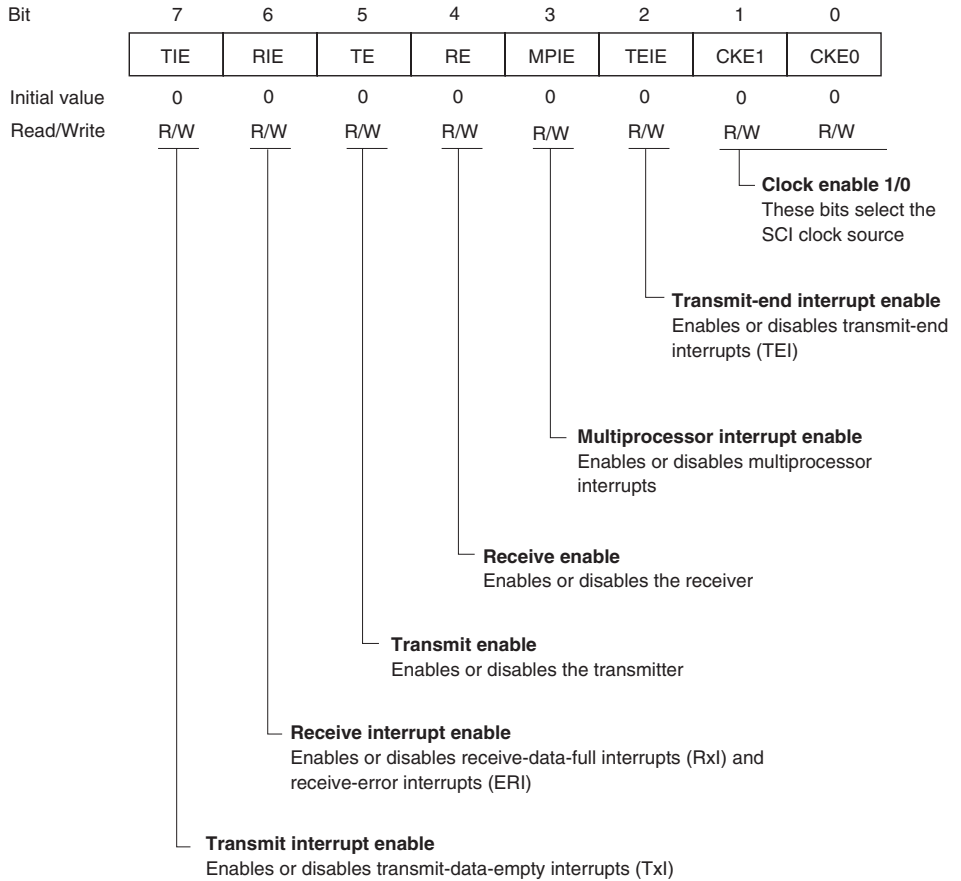 Bit 7 6 5 4 3 2 1 0
TIE RIE TE RE MPIE TEIE CKE1 CKE0
Initial value 0 0 0 0 0 0 0 0
Read/Write R/W R/W R/W R/W R/W R/W R/W R/W
Clock enable 1/0
These bits select the
SCI clock source
Transmit-end interrupt enable
Enables or disables transmit-end
interrupts (TEI)
Multiprocessor interrupt enable
Enables or disables multiprocessor
interrupts
Receive enable
Enables or disables the receiver
Transmit enable
Enables or disables the transmitter
Receive interrupt enable
Enables or disables receive-data-full interrupts (RxI) and
receive-error interrupts (ERI)
Transmit interrupt enable
Enables or disables transmit-data-empty interrupts (TxI)